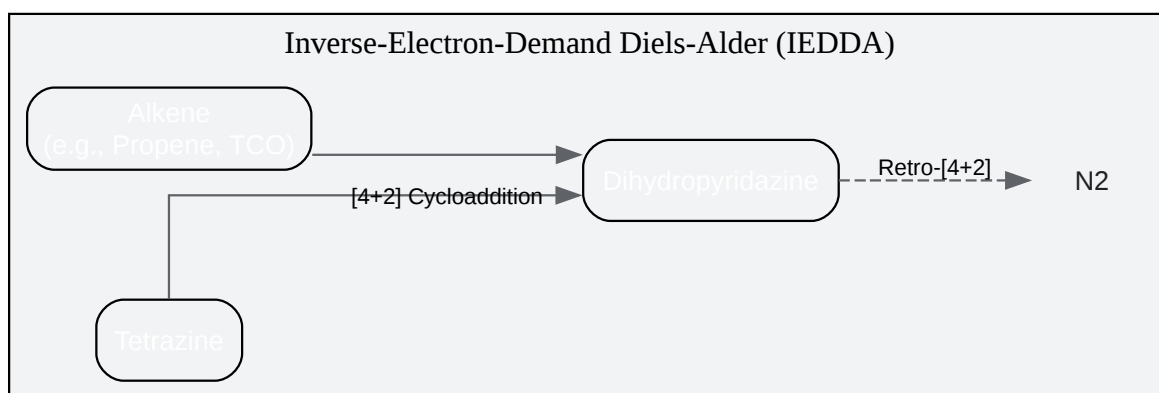 Inverse-Electron-Demand Diels-Alder (IEDDA)
Alkene
(e.g., Propene, TCO)
[4+2] Cycloaddition
Dihydropyridazine
Retro-[4+2]
N2
Tetrazine